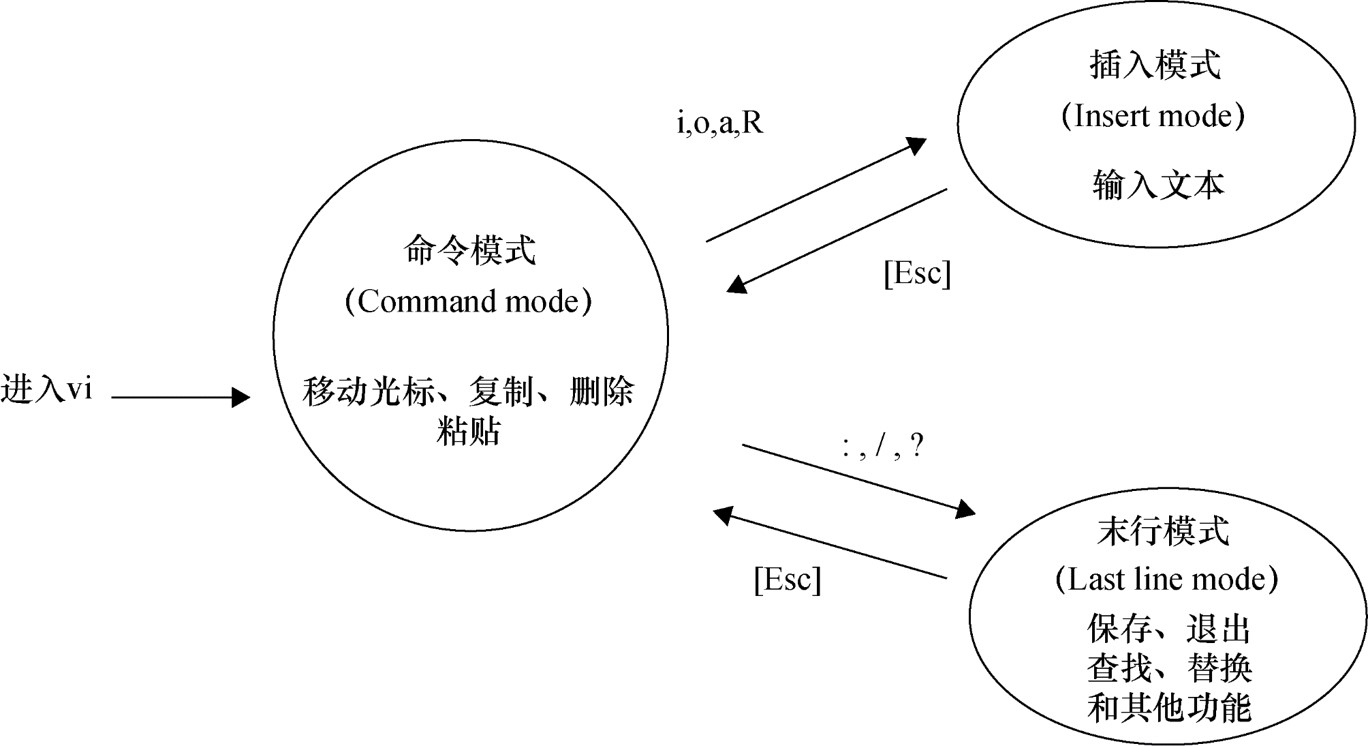 进入vi
命令模式
(Command mode)
移动光标、复制、删除
粘贴
i,o,a,R
[Esc]
插入模式
(Insert mode)
输入文本
: , / , ?
[Esc]
末行模式
(Last line mode)
保存、退出
查找、替换
和其他功能